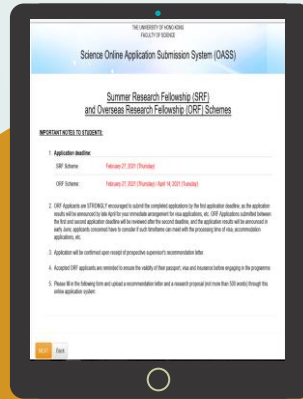 THE UNIVERSITY OF HONG KONG
FACULTY OF SCIENCE
Science Online Application Submission System (OASS)
Summer Research Fellowship (SRF)
and Overseas Research Fellowship (ORF) Schemes
IMPORTANT NOTES TO STUDENTS:
1. Application deadline:
SRF Scheme: February 27, 2021 (Thursday)
ORF Scheme: February 27, 2021 (Thursday) / April 14, 2021 (Tuesday)
2. ORF Applicants are STRONGLY encouraged to submit the completed applications by the first application deadline, as the application
results will be announced by late April for your immediate arrangement for visa applications, etc. ORF Applications submitted between
the first and second application deadline will be reviewed after the second deadline, and the application results will be announced in
early June; applicants concerned have to consider if such timeframe can meet with the processing time of visa, accommodation
applications, etc.
3. Application will be confirmed upon receipt of prospective supervisor's recommendation letter
4. Accepted ORF applicants are reminded to ensure the validity of their passport, visa and insurance before engaging in the programme
5. Please fill in the following form and upload a recommendation letter and a research proposal (not more than 500 words) through this
online application system.
NEXT